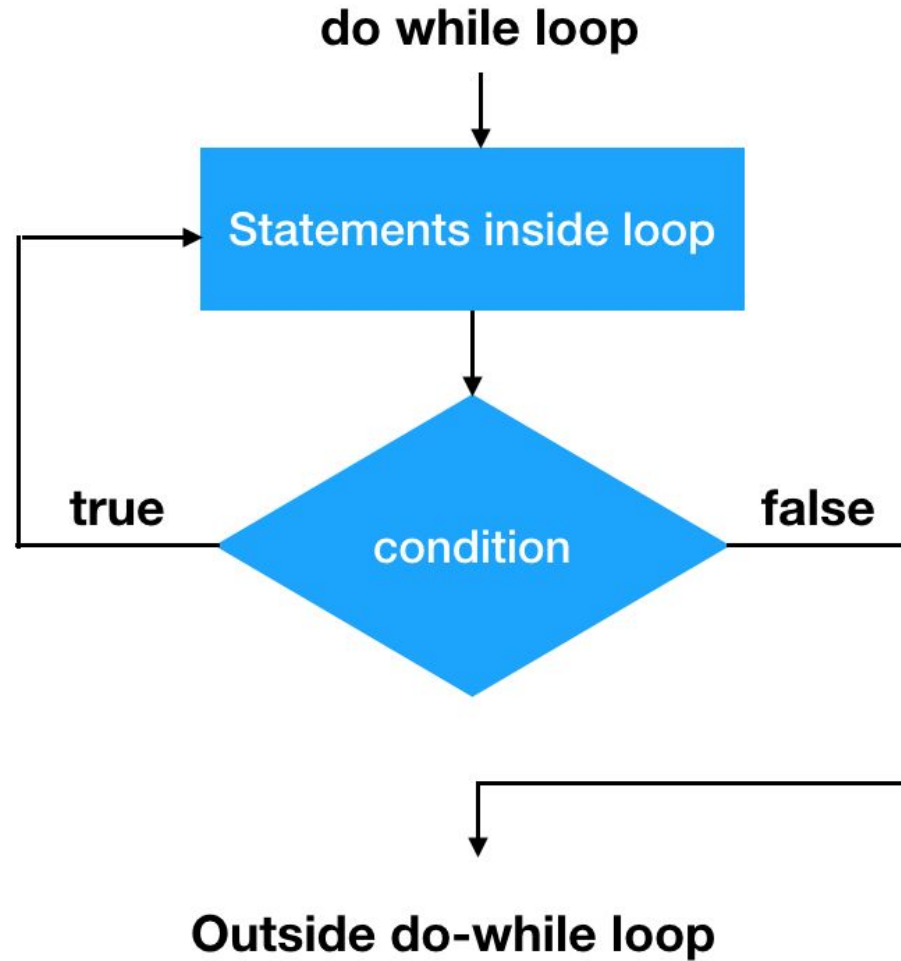 do while loop
Statements inside loop
true
false
condition
Outside do-while loop